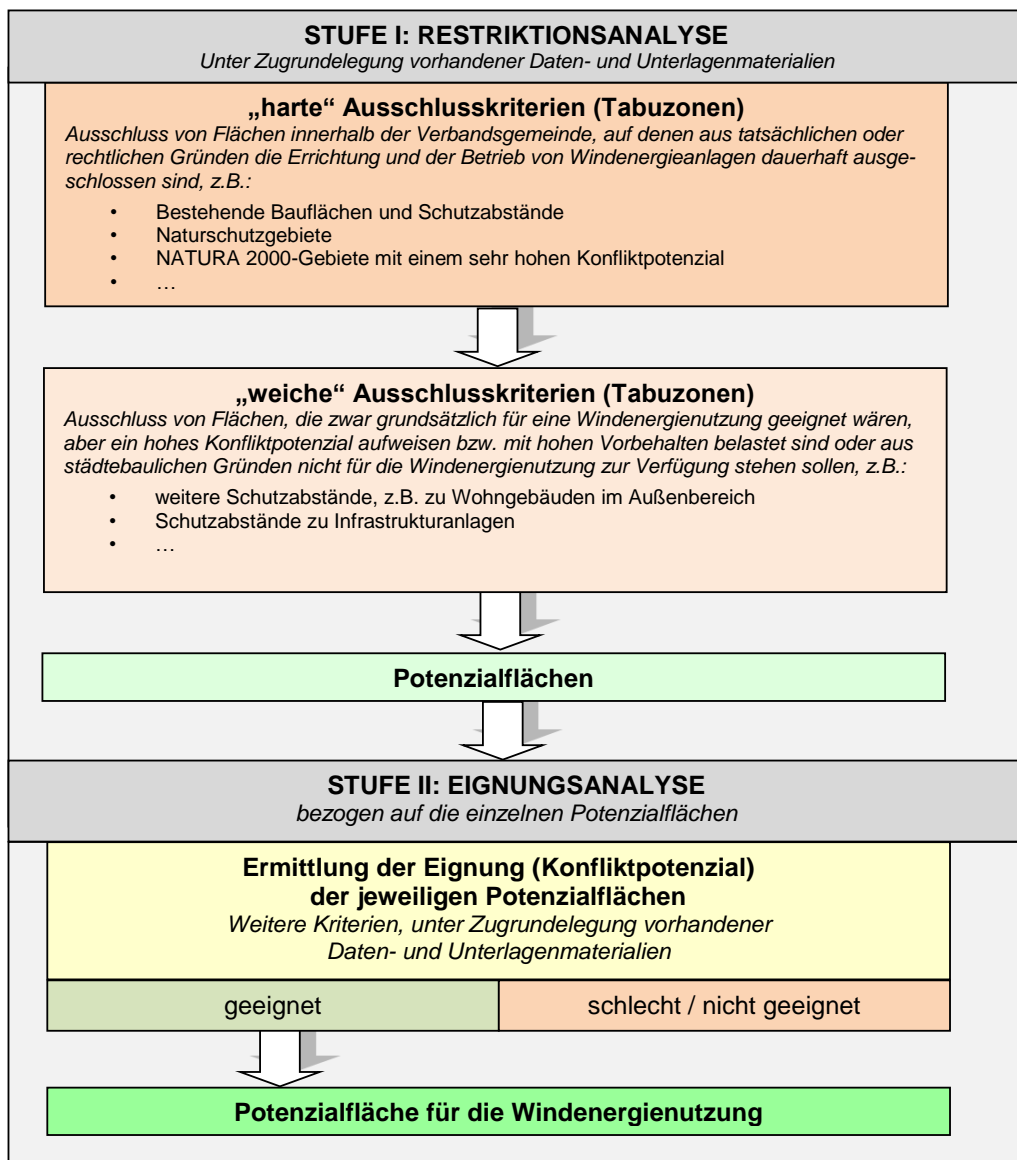 STUFE I: RESTRIKTIONSANALYSE
Unter Zugrundelegung vorhandener Daten- und Unterlagenmaterialien
„harte“ Ausschlusskriterien (Tabuzonen)
Ausschluss von Flächen innerhalb der Verbandsgemeinde, auf denen aus tatsächlichen oder
rechtlichen Gründen die Errichtung und der Betrieb von Windenergieanlagen dauerhaft ausge-
schlossen sind, z.B.:
• Bestehende Bauflächen und Schutzabstände
• Naturschutzgebiete
• NATURA 2000-Gebiete mit einem sehr hohen Konfliktpotenzial
• …
„weiche“ Ausschlusskriterien (Tabuzonen)
Ausschluss von Flächen, die zwar grundsätzlich für eine Windenergienutzung geeignet wären,
aber ein hohes Konfliktpotenzial aufweisen bzw. mit hohen Vorbehalten belastet sind oder aus
städtebaulichen Gründen nicht für die Windenergienutzung zur Verfügung stehen sollen, z.B.:
• weitere Schutzabstände, z.B. zu Wohngebäuden im Außenbereich
• Schutzabstände zu Infrastrukturanlagen
• …
Potenzialflächen
STUFE II: EIGNUNGSANALYSE
bezogen auf die einzelnen Potenzialflächen
Ermittlung der Eignung (Konfliktpotenzial)
der jeweiligen Potenzialflächen
Weitere Kriterien, unter Zugrundelegung vorhandener
Daten- und Unterlagenmaterialien
geeignet
schlecht / nicht geeignet
Potenzialfläche für die Windenergienutzung